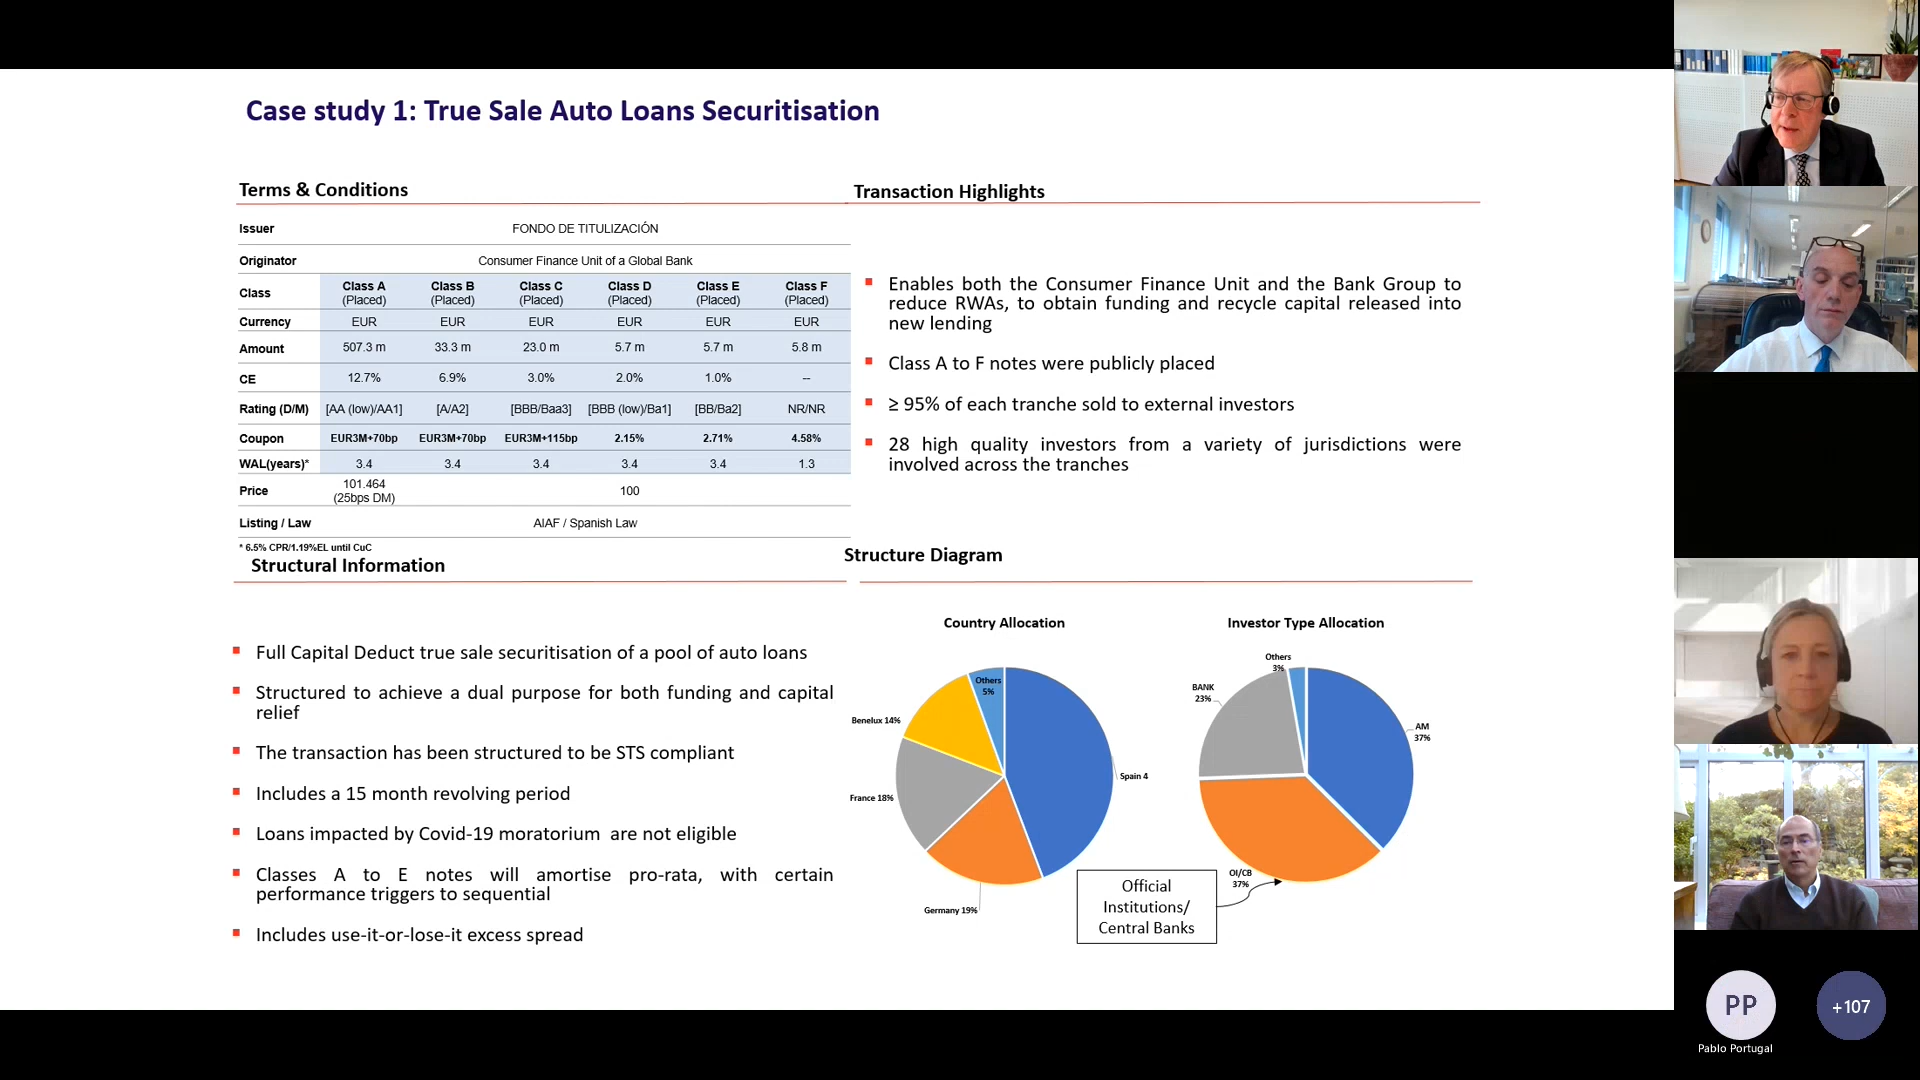 Case study 1: True Sale Auto Loans Securitisation
Terms & Conditions
Issuer FONDO DE TITULIZACIÓN
Originator Consumer Finance Unit of a Global Bank
Class Class A (Placed) Class B (Placed) Class C (Placed) Class D (Placed) Class E (Placed) Class F (Placed)
Currency EUR EUR EUR EUR EUR EUR
Amount 507.3 m 33.3 m 23.0 m 5.7 m 5.7 m 5.8 m
CE 12.7% 6.9% 3.0% 2.0% 1.0% --
Rating (D/M) [AA (low)/AA1] [A/A2] [BBB/Baa3] [BBB (low)/Ba1] [BB/Ba2] NR/NR
Coupon EUR3M+70bp EUR3M+70bp EUR3M+115bp 2.15% 2.71% 4.58%
WAL(years)* 3.4 3.4 3.4 3.4 3.4 1.3
Price 101.464 (25bps DM) 100
Listing / Law AIAF / Spanish Law
* 6.5% CPR/1.19%EL until CuC
Transaction Highlights
Enables both the Consumer Finance Unit and the Bank Group to
reduce RWAs, to obtain funding and recycle capital released into
new lending
Class A to F notes were publicly placed
≥ 95% of each tranche sold to external investors
28 high quality investors from a variety of jurisdictions were
involved across the tranches
Structural Information
Full Capital Deduct true sale securitisation of a pool of auto loans
Structured to achieve a dual purpose for both funding and capital
relief
The transaction has been structured to be STS compliant
Includes a 15 month revolving period
Loans impacted by Covid-19 moratorium are not eligible
Classes A to E notes will amortise pro-rata, with certain
performance triggers to sequential
Includes use-it-or-lose-it excess spread
Structure Diagram
Country Allocation
Others
5%
Benelux 14%
Spain 4
France 18%
Germany 19%
Investor Type Allocation
Others
3%
BANK
23%
AM
37%
OI/CB
37%
Official
Institutions/
Central Banks
PP
+107
Pablo Portugal